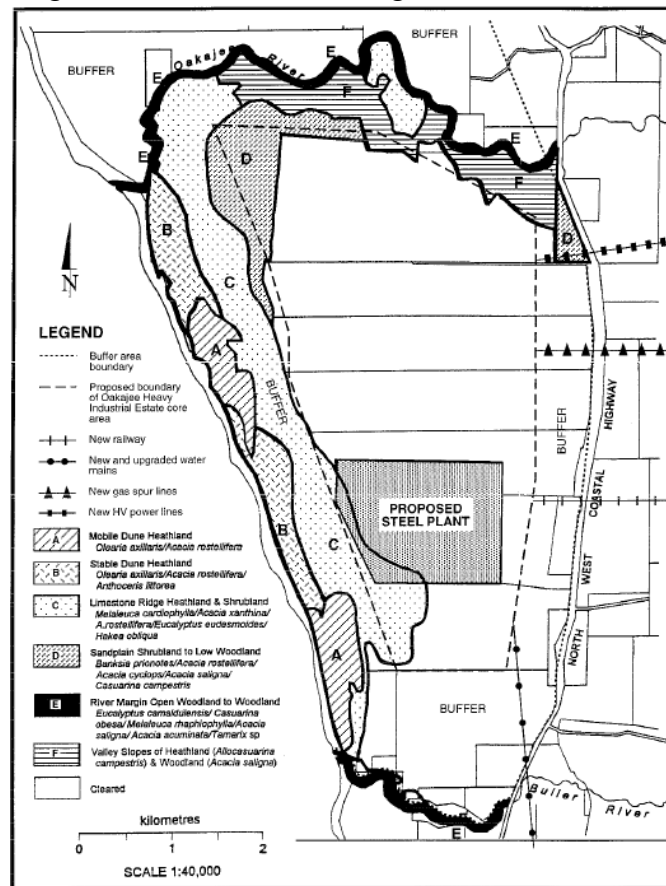 BUFFER
E
Oakajee
River
E
BUFFER
E
F
E
E
D
F
D
B
C
A
BUFFER
BUFFER
HIGHWAY
COASTAL
WEST
NORTH
PROPOSED
STEEL PLANT
B
C
A
BUFFER
Buller
River
E
N
LEGEND
Buffer area
boundary
Proposed boundary
of Oakajee Heavy
Industrial Estate core
area
New railway
New and upgraded water
mains
New gas spur lines
New HV power lines
A
Mobile Dune Heathland
Olearia axillaris/Acacia rostellifera
B
Stable Dune Heathland
Olearia axillaris/Acacia rostellifera/
Anthoceris littorea
C
Limestone Ridge Heathland & Shrubland
Melaleuca cardiophylla/Acacia xanthina/
A.rostellifera/Eucalyptus eudesmoides/
Hakea obliqua
D
Sandplain Shrubland to Low Woodland
Banksia prionotes/Acacia rostellifera/
Acacia cyclops/Acacia saligna/
Casuarina campestris
E
River Margin Open Woodland to Woodland
Eucalyptus camaldulensis/ Casuarina
obesa/ Melaleuca rhaphiophylla/Acacia
saligna/ Acacia acuminata/Tamarix sp
F
Valley Slopes of Heathland (Allocasuarina
campestris) & Woodland (Acacia saligna)
Cleared
kilometres
0 1 2
SCALE 1:40,000